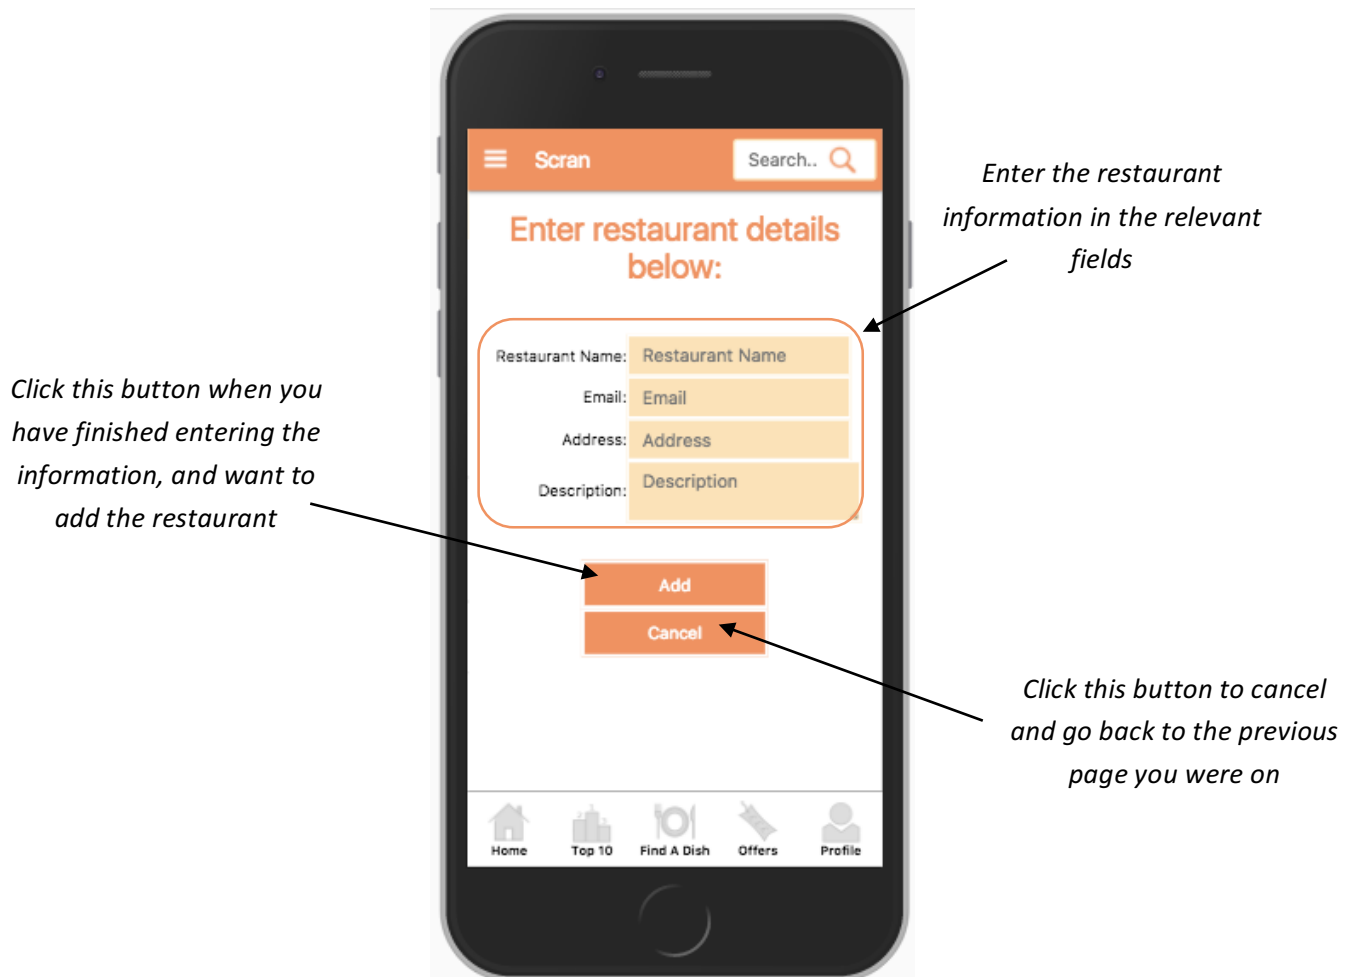 Scran
Search..
Enter restaurant details
below:
Restaurant Name: Restaurant Name
Email: Email
Address: Address
Description: Description
Add
Cancel
Home Top 10 Find A Dish Offers Profile
Enter the restaurant
information in the relevant
fields
Click this button when you
have finished entering the
information, and want to
add the restaurant
Click this button to cancel
and go back to the previous
page you were on